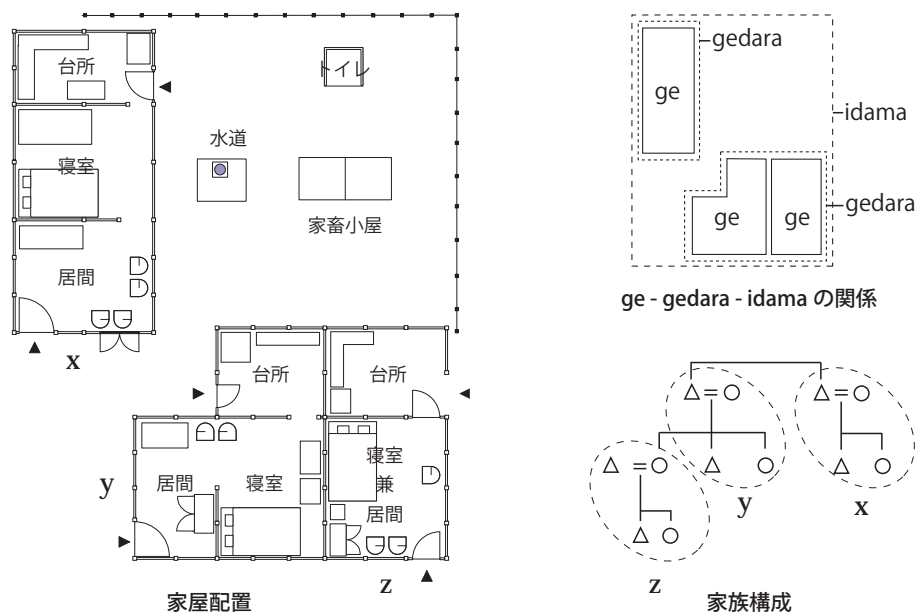 台所
トイレ
水道
寝室
家畜小屋
居間
x
台所
台所
y
居間
寝室
寝室
兼
居間
z
家屋配置
gedara
ge
idama
gedara
ge
ge
ge - gedara - idama の関係
y
x
z
家族構成